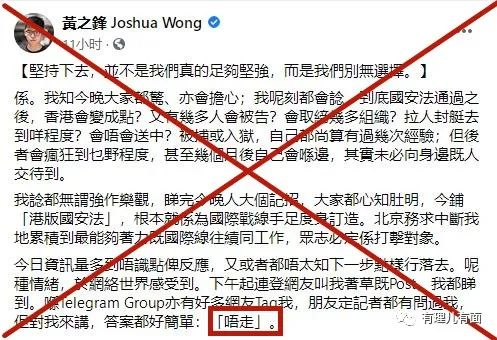 黃之鋒 Joshua Wong
11小时
【堅持下去，並不是我們真的足夠堅強，而是我們別無選擇。】
係。我知今晚大家都驚、亦會擔心；我呢刻都會諗，到底國安法通過之
後，香港會變成點？又有幾多人會被告？會取締幾多組織？拉人封艇去
到咩程度？會唔會送中？被捕或入獄，自己都尚算有過幾次經驗；但後
者會瘋狂到乜野程度，甚至幾個月後自己會喺邊，其實未必向身邊既人
交待到。
我諗都無謂強作樂觀，睇完今晚人大個記招，大家都心知肚明，今鋪
「港版國安法」，根本就係為國際戰線手足度身訂造。北京務求中斷我
地累積到最能夠著力既國際線往績同工作，眾志必定係打擊對象。
今日資訊量多到唔識點俾反應，又或者都唔太知下一步點樣行落去。呢
種情緒，於網絡世界感受到。下午起連登網友叫我著草既Post，我都
睇到。喺Telegram Group亦有好多網友Tag我，朋友定記者都有問過我，
但對我來講，答案都好簡單：「唔走」。
有理儿有面